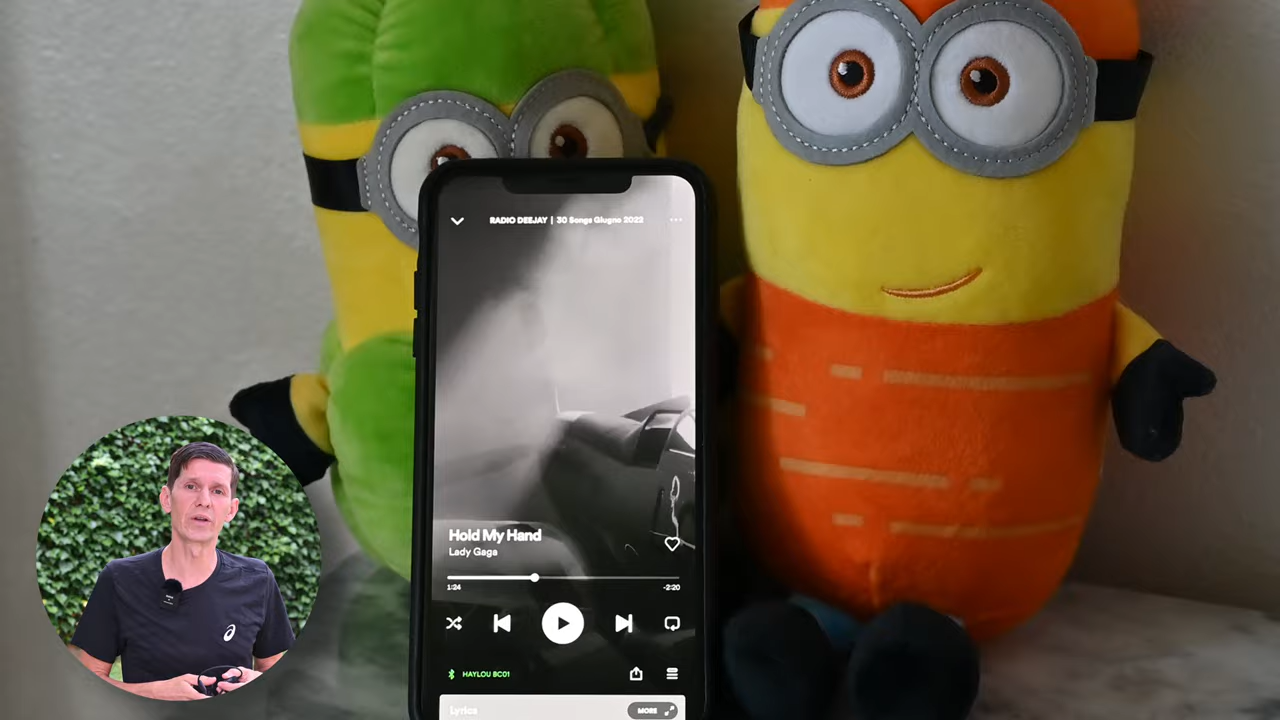 RADIO DEEJAY | 30 Songs Giugno 2022
Hold My Hand
Lady Gaga
1:24
-2:20
HAYLOU BC01
Lyrics
MORE